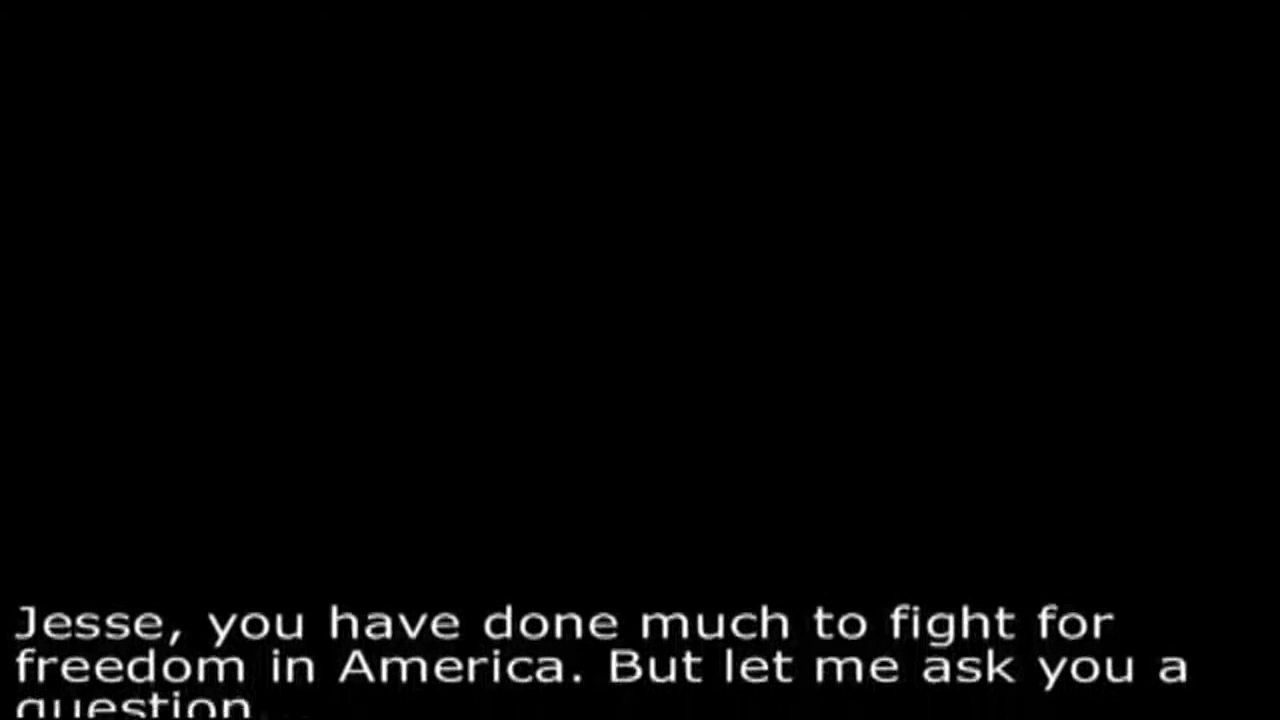 Jesse, you have done much to fight for
freedom in America. But let me ask you a
question